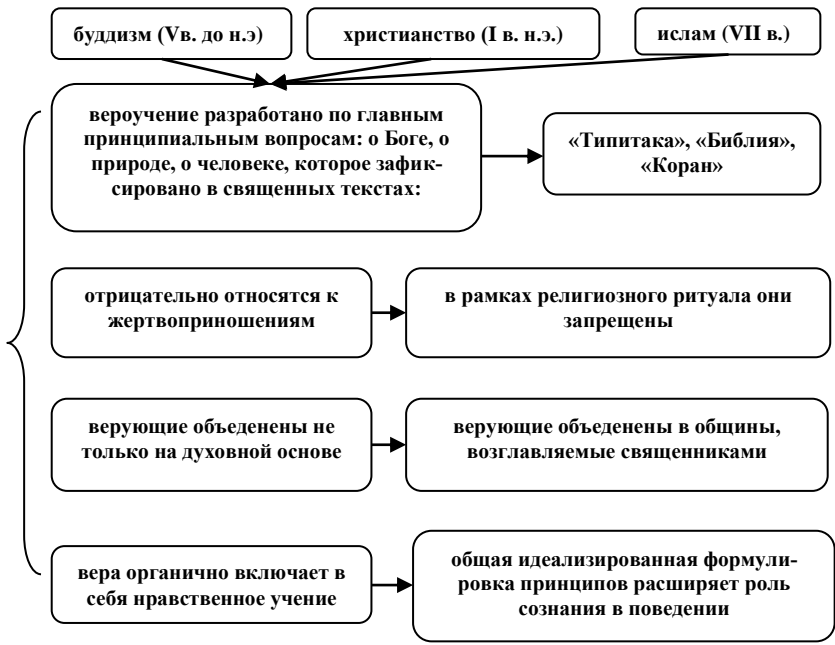 буддизм (Vв. до н.э)
христианство (I в. н.э.)
ислам (VII в.)
вероучение разработано по главным
принципиальным вопросам: о Боге, о
природе, о человеке, которое зафик-
сировано в священных текстах:
«Типитака», «Библия»,
«Коран»
отрицательно относятся к
жертвоприношениям
в рамках религиозного ритуала они
запрещены
верующие объеденены не
только на духовной основе
верующие объеденены в общины,
возглавляемые священниками
вера органично включает в
себя нравственное учение
общая идеализированная формули-
ровка принципов расширяет роль
сознания в поведении